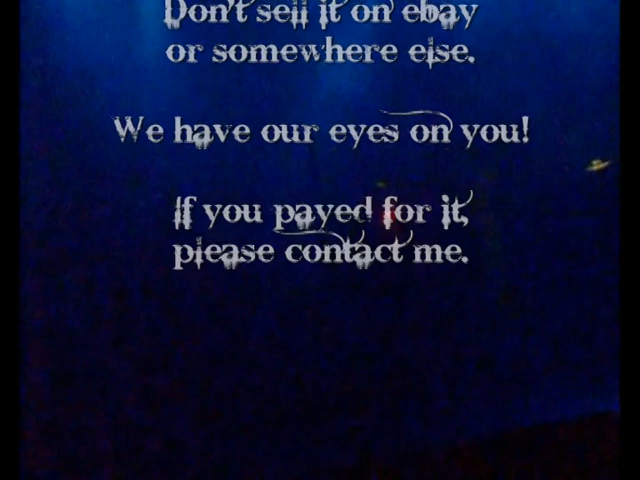 Don't sell it on ebay
or somewhere else.
We have our eyes on you!
If you payed for it,
please contact me.